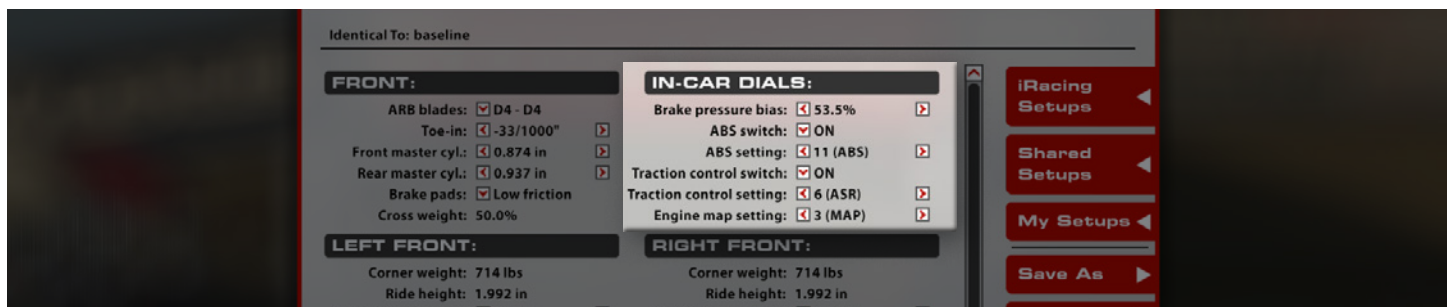 Identical To: baseline
FRONT:
ARB blades: D4 - D4
Toe-in: -33/1000"
Front master cyl.: 0.874 in
Rear master cyl.: 0.937 in
Brake pads: Low friction
Cross weight: 50.0%
IN-CAR DIALS:
Brake pressure bias: 53.5%
ABS switch: ON
ABS setting: 11 (ABS)
Traction control switch: ON
Traction control setting: 6 (ASR)
Engine map setting: 3 (MAP)
LEFT FRONT:
Corner weight: 714 lbs
Ride height: 1.992 in
RIGHT FRONT:
Corner weight: 714 lbs
Ride height: 1.992 in
iRacing
Setups
Shared
Setups
My Setups
Save As